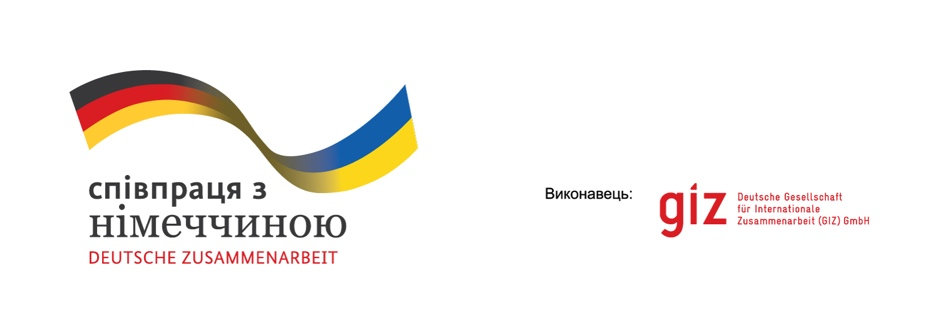 співпраця з
німеччиною
DEUTSCHE ZUSAMMENARBEIT
Виконавець:
giz
Deutsche Gesellschaft
für Internationale
Zusammenarbeit (GIZ) GmbH